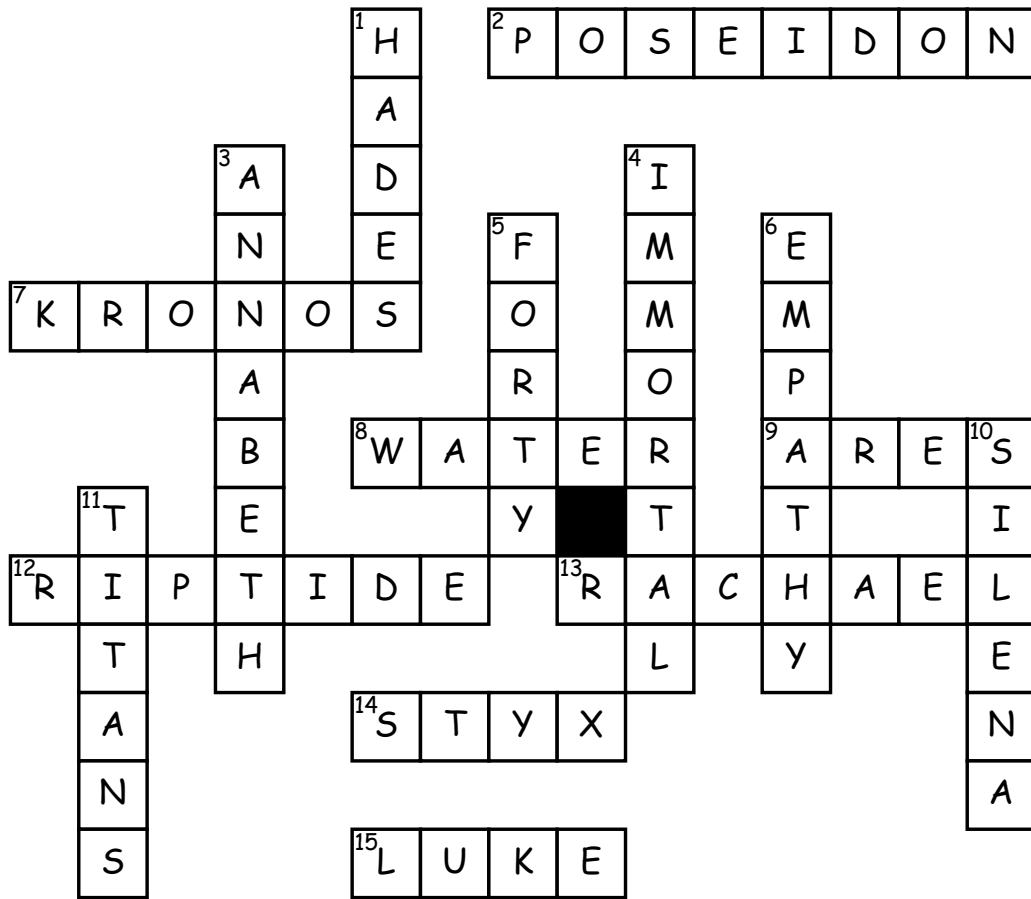 1 H 2 P O S E I D O N
A
3 A D 4 I
N E 5 F M 6 E
7 K R O N O S O M M
A R O P
B 8 W A T E R 9 A R E 10 S
11 T E Y T T I
12 R I P T I D E 13 R A C H A E L
T H L Y E
A 14 S T Y X N
N A
S 15 L U K E